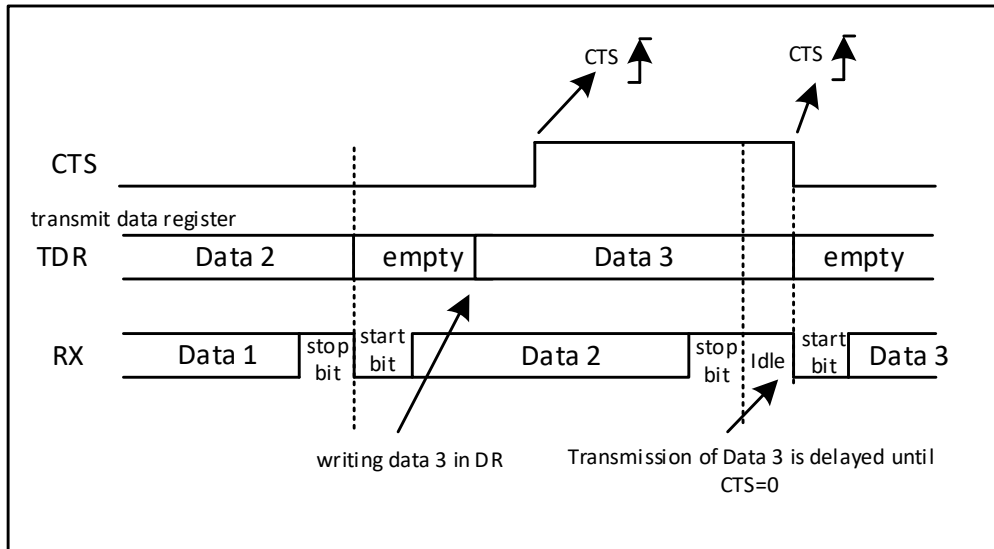 CTS
CTS
CTS
transmit data register
TDR
Data 2
empty
Data 3
empty
RX
Data 1
stop
bit
start
bit
Data 2
stop
bit
Idle
start
bit
Data 3
writing data 3 in DR
Transmission of Data 3 is delayed until
CTS=0